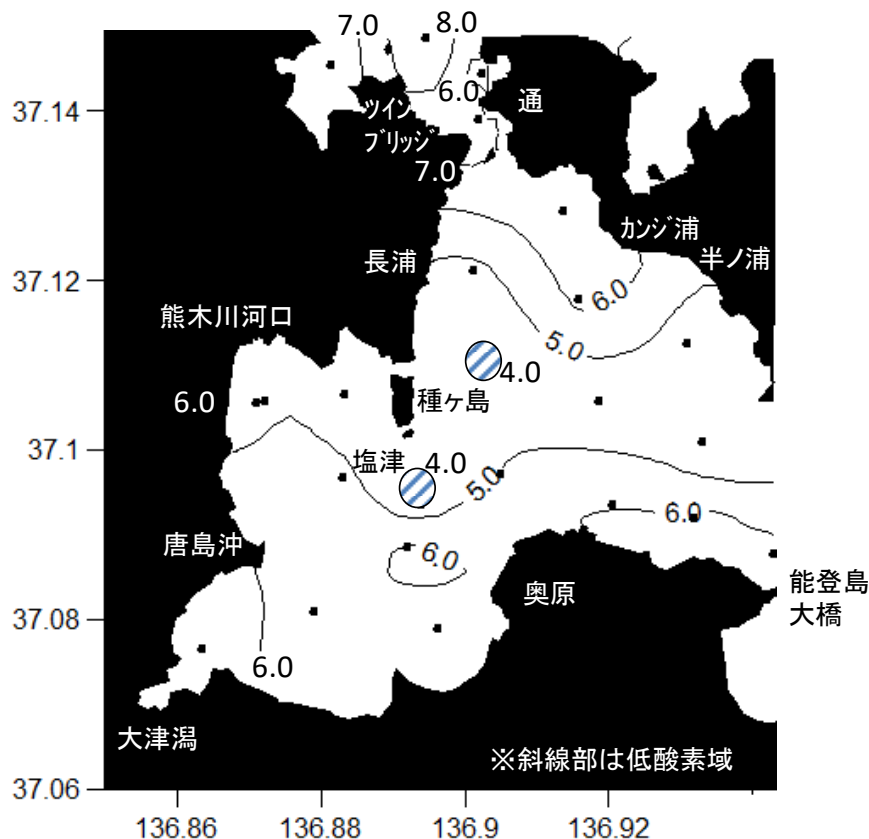 7.0
8.0
37.14
6.0
通
ツイン
ブリッジ
7.0
カンジ浦
長浦
半ノ浦
37.12
6.0
熊木川河口
5.0
4.0
6.0
種ヶ島
37.1
塩津
4.0
5.0
6.0
唐島沖
6.0
奥原
能登島
大橋
37.08
6.0
大津潟
※斜線部は低酸素域
37.06
136.86
136.88
136.9
136.92